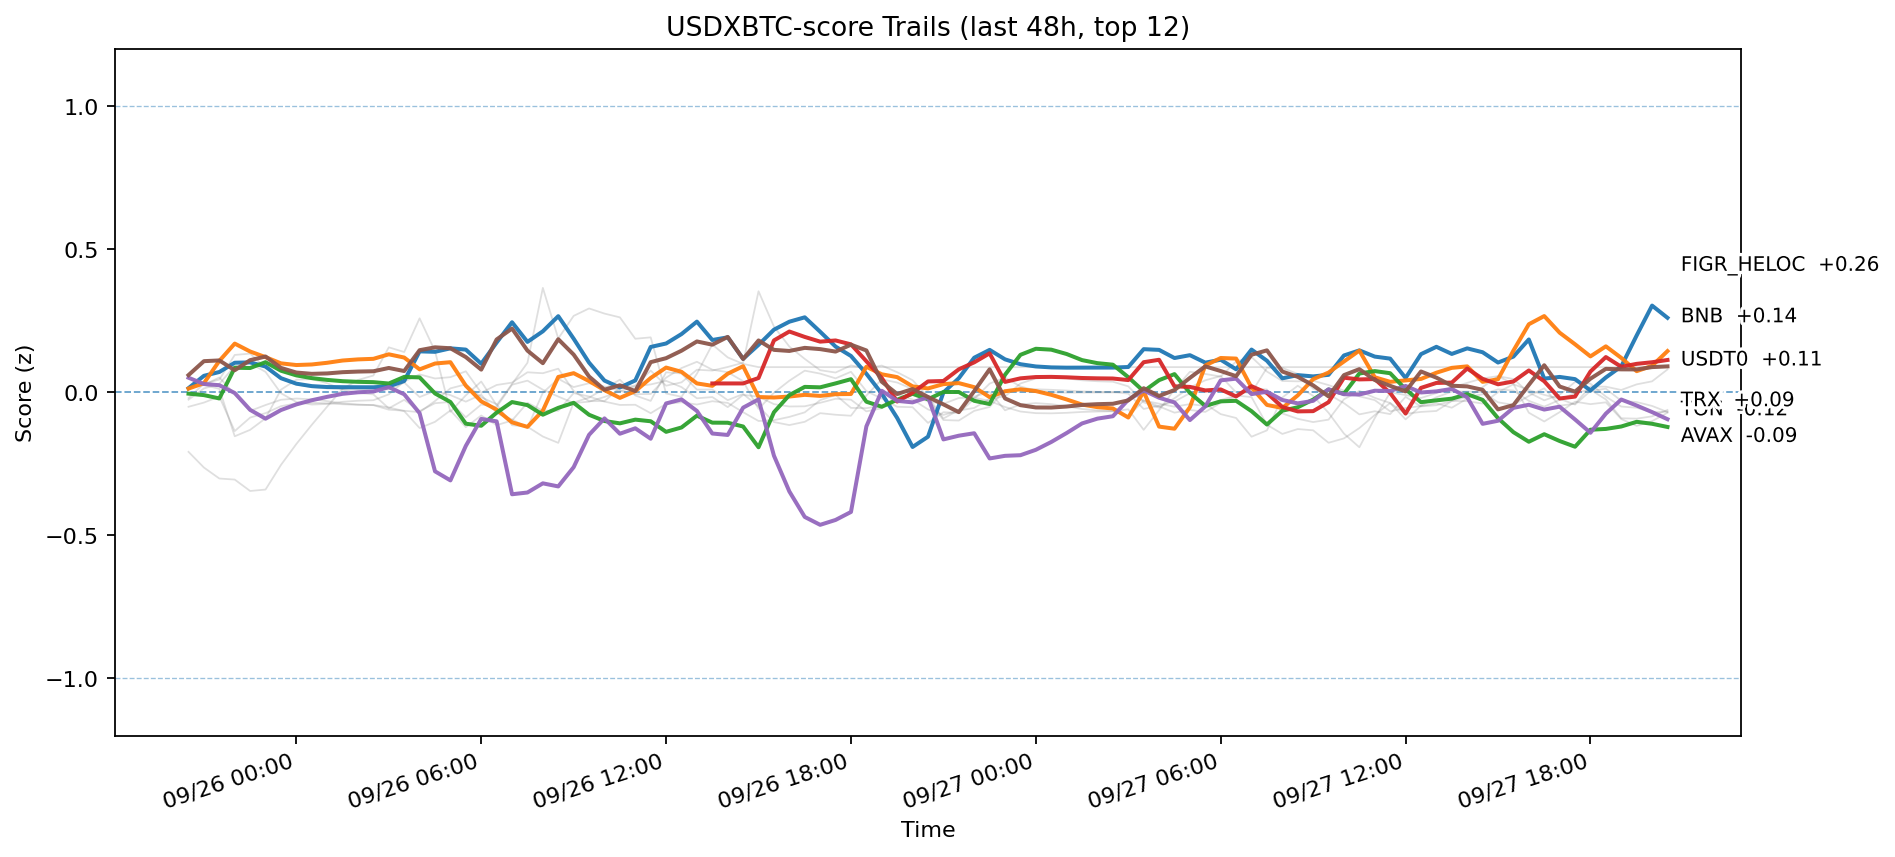 USDXBTC-score Trails (last 48h, top 12)
1.0
0.5
0.0
−0.5
−1.0
Score (z)
FIGR_HELOC +0.26
BNB +0.14
USDT0 +0.11
TRX +0.09
TON -0.12
AVAX -0.09
09/26 00:00
09/26 06:00
09/26 12:00
09/26 18:00
09/27 00:00
09/27 06:00
09/27 12:00
09/27 18:00
Time